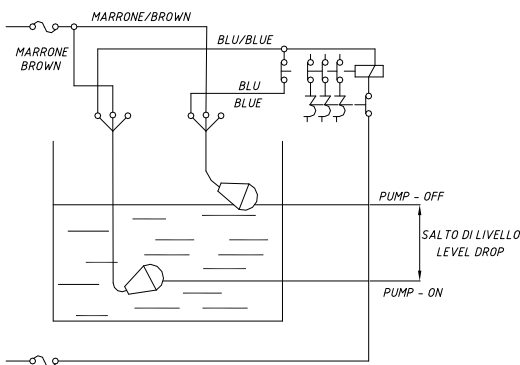 MARRONE/BROWN
MARRONE
BROWN
BLU/BLUE
BLU
BLUE
PUMP - OFF
SALTO DI LIVELLO
LEVEL DROP
PUMP - ON